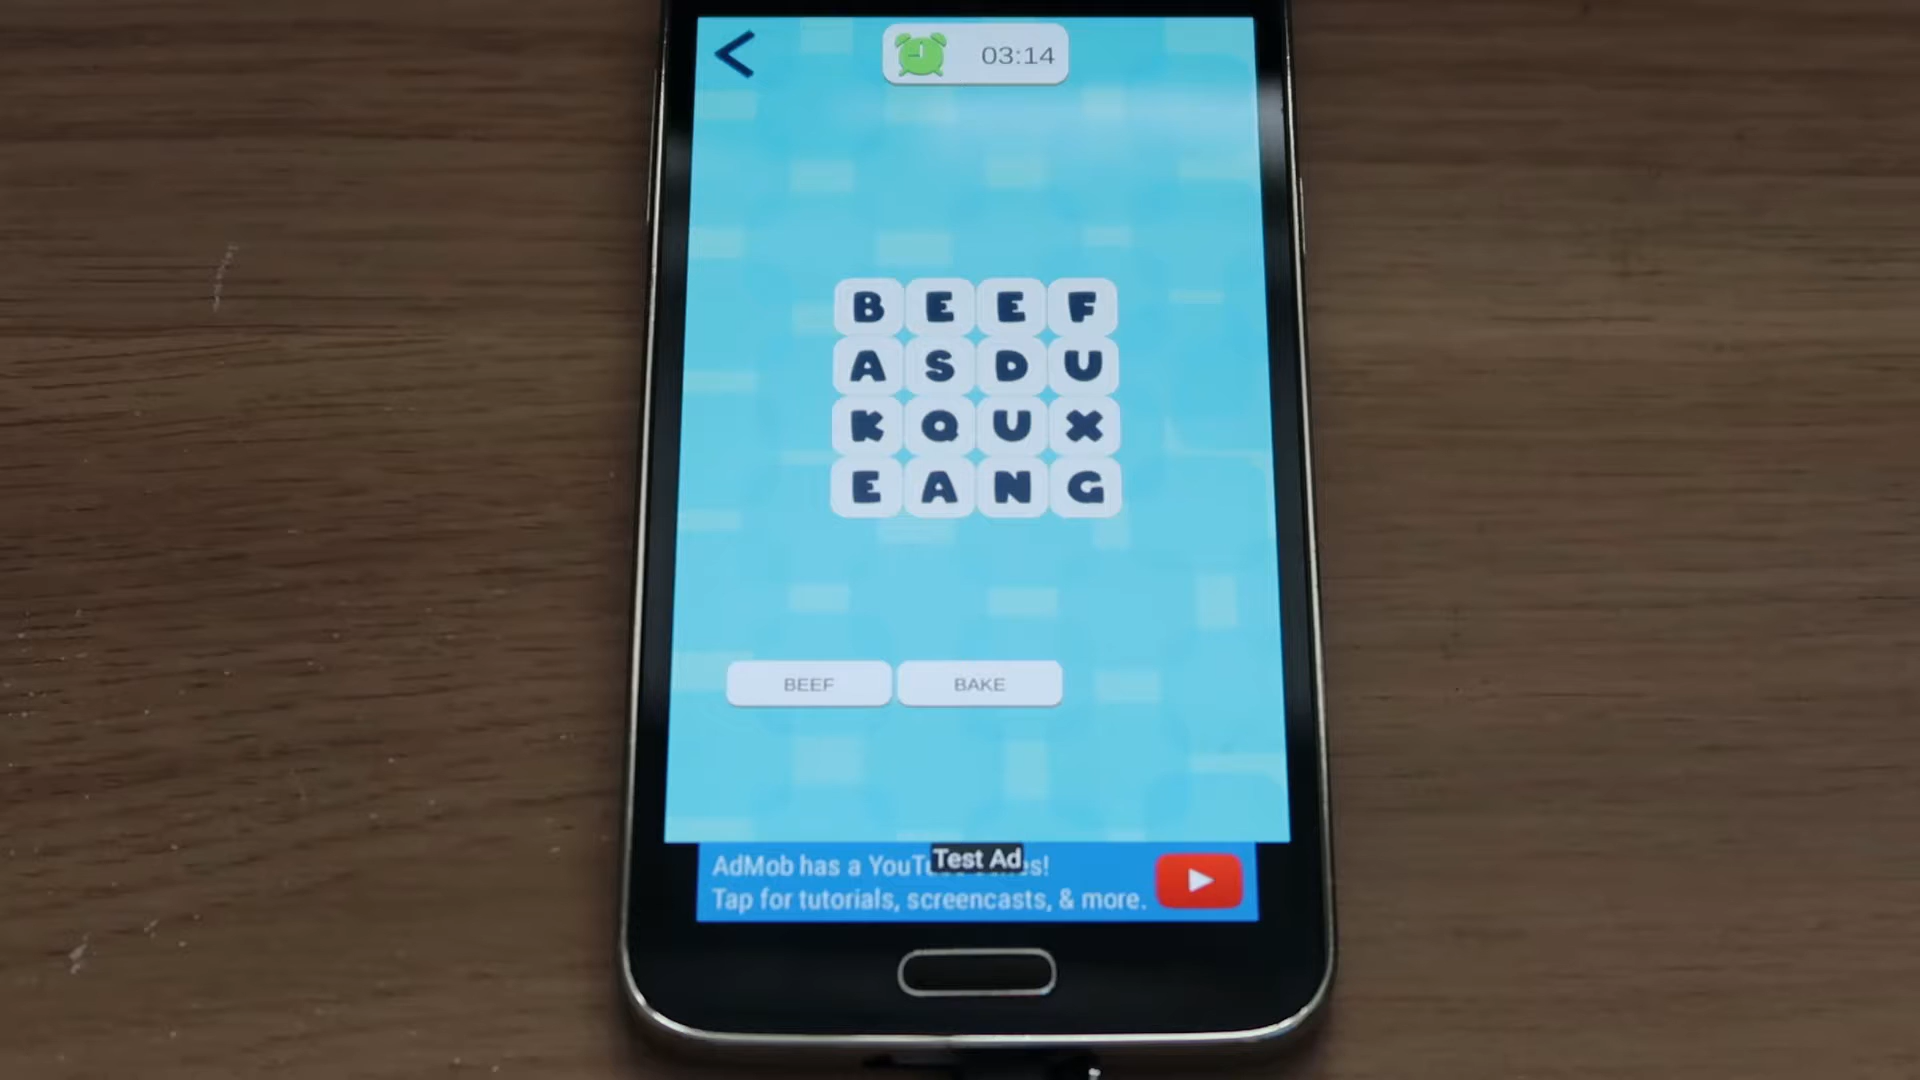 03:14
B E E F
A S D U
K Q U X
E A N G
BEEF BAKE
Test Ad
AdMob has a YouT es!
Tap for tutorials, screencasts, & more.